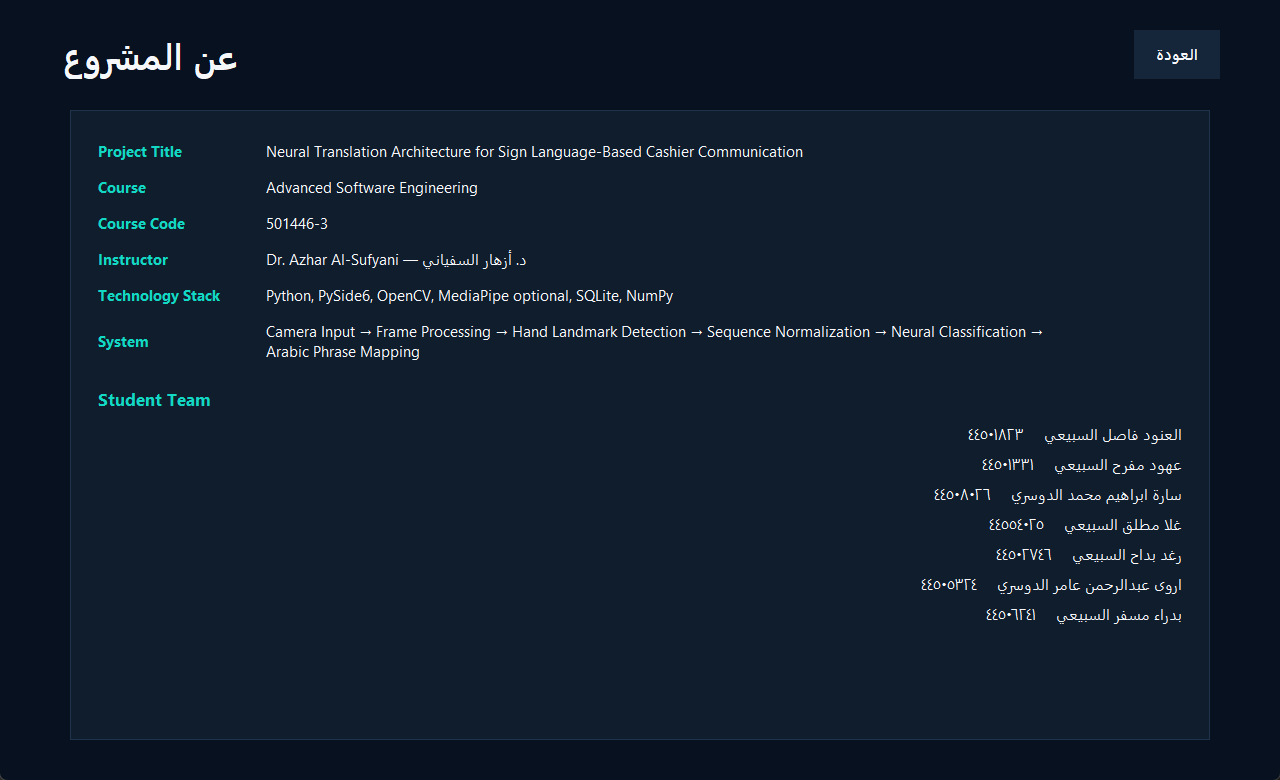 عن المشروع
العودة
Project Title Neural Translation Architecture for Sign Language-Based Cashier Communication
Course Advanced Software Engineering
Course Code 501446-3
Instructor Dr. Azhar Al-Sufyani — د. أزهار السفياني
Technology Stack Python, PySide6, OpenCV, MediaPipe optional, SQLite, NumPy
System Camera Input → Frame Processing → Hand Landmark Detection → Sequence Normalization → Neural Classification →
Arabic Phrase Mapping
Student Team
العنود فاصل السبيعي ٤٤٥٠١٨٢٣
عهود مفرح السبيعي ٤٤٥٠١٣٣١
سارة ابراهيم محمد الدوسري ٤٤٥٠٨٠٢٦
غلا مطلق السبيعي ٤٤٥٥٤٠٢٥
رغد بداح السبيعي ٤٤٥٠٢٧٤٦
اروى عبدالرحمن عامر الدوسري ٤٤٥٠٥٣٢٤
بدراء مسفر السبيعي ٤٤٥٠٦٢٤١